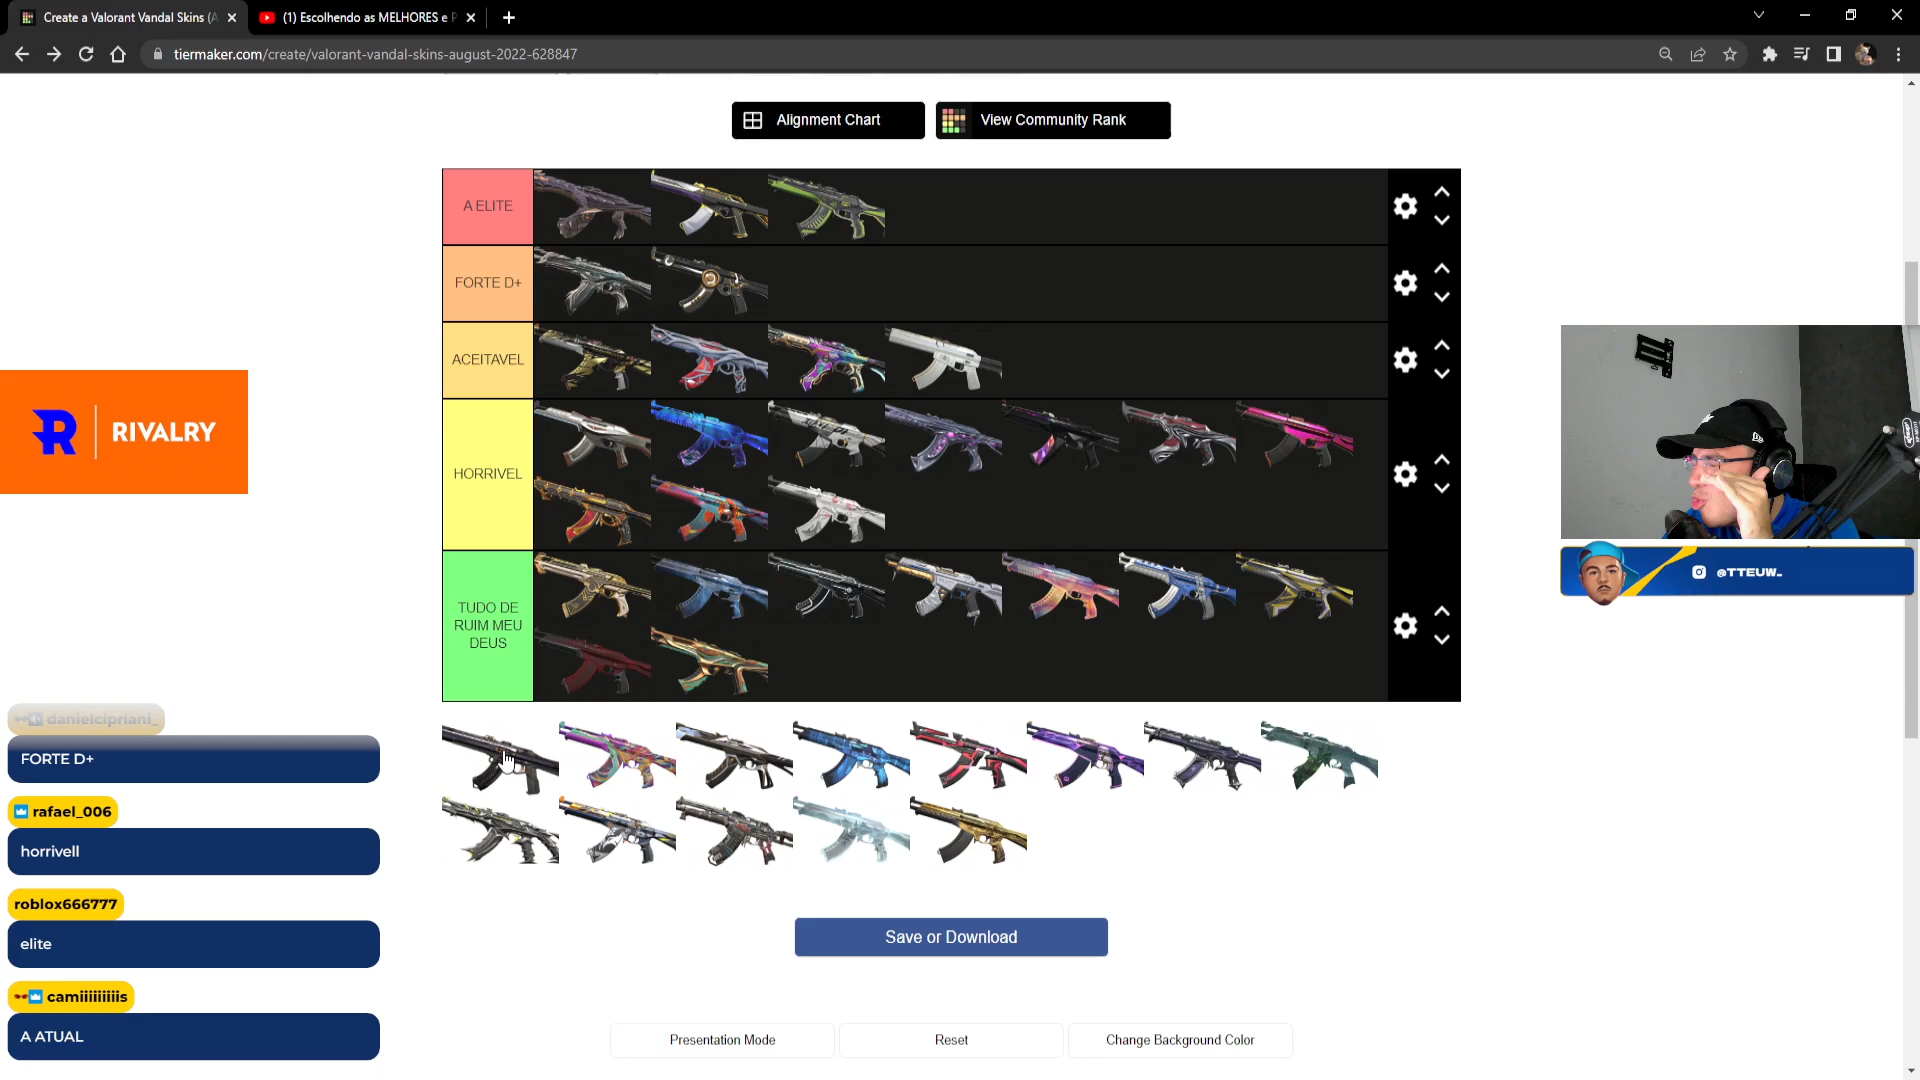 Create a Valorant Vandal Skins (A
(1) Escolhendo as MELHORES e P
tiermaker.com/create/valorant-vandal-skins-august-2022-628847
Alignment Chart
View Community Rank
A ELITE
FORTE D+
ACEITAVEL
HORRIVEL
TUDO DE
RUIM MEU
DEUS
R | RIVALRY
@TTEUW_
danielcipriani_
FORTE D+
rafael_006
horrivell
roblox666777
elite
camiiiiiiiiis
A ATUAL
Save or Download
Presentation Mode
Reset
Change Background Color